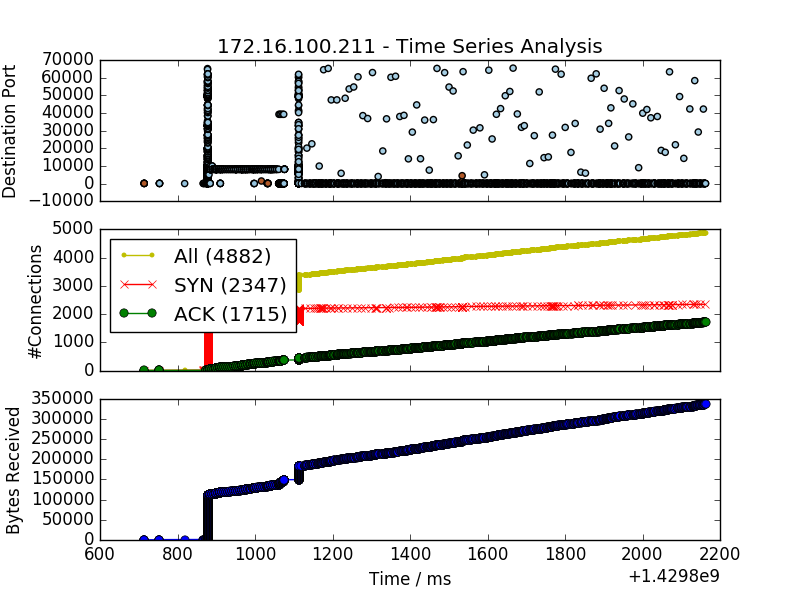 172.16.100.211 - Time Series Analysis
Destination Port
70000
60000
50000
40000
30000
20000
10000
0
-10000
#Connections
5000
4000
3000
2000
1000
0
All (4882)
SYN (2347)
ACK (1715)
Bytes Received
350000
300000
250000
200000
150000
100000
50000
0
600 800 1000 1200 1400 1600 1800 2000 2200
Time / ms
+1.4298e9